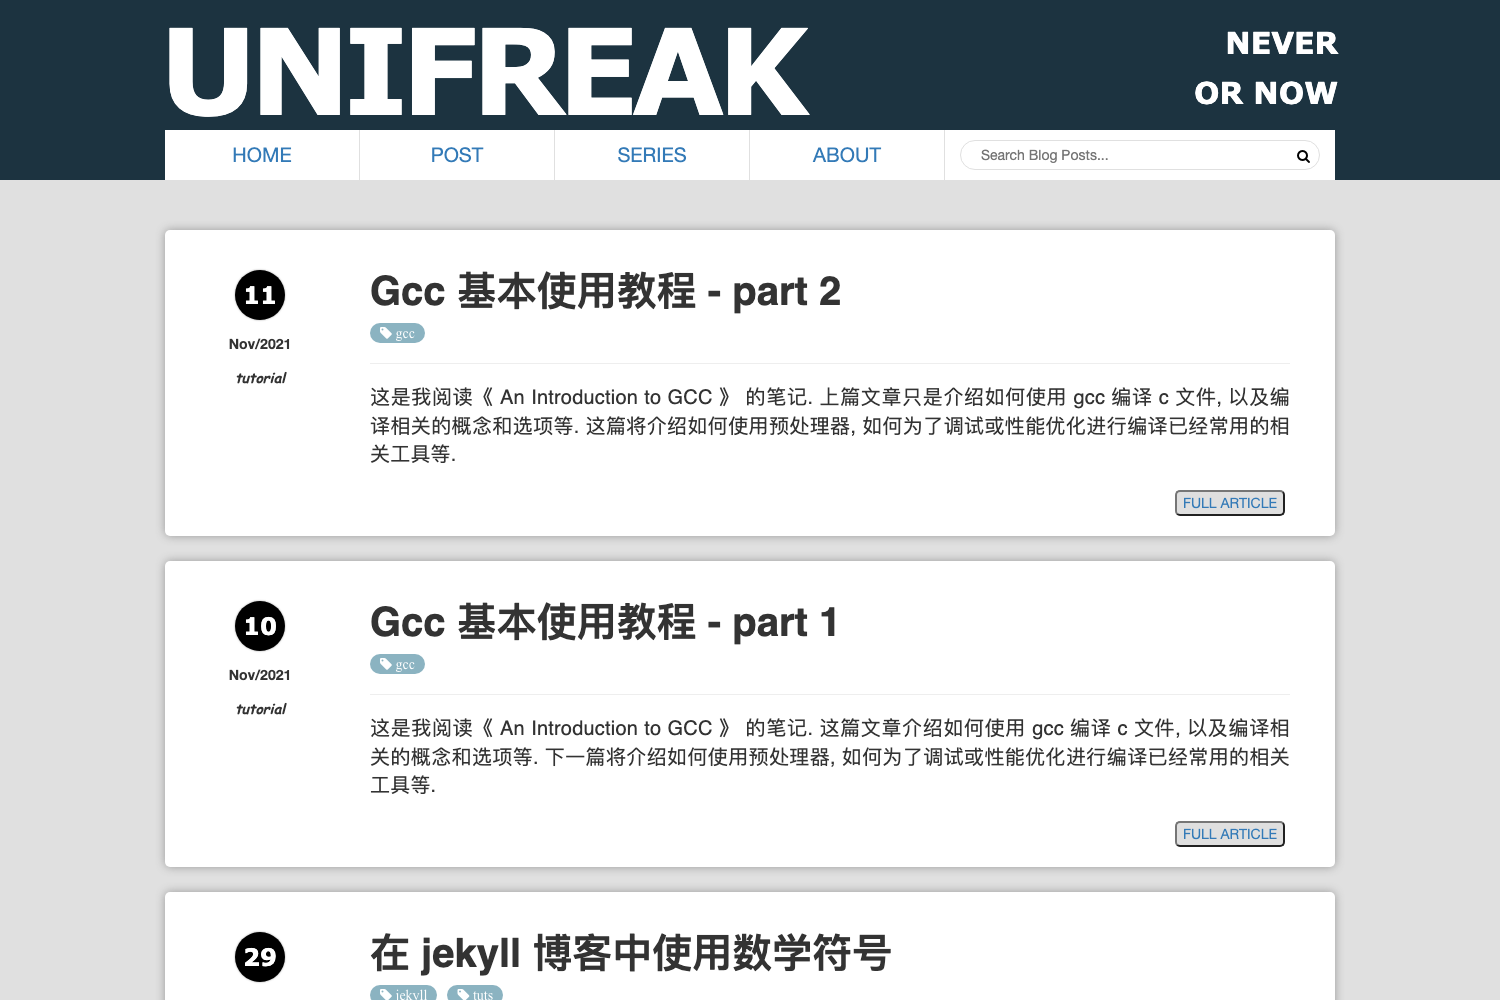 UNIFREAK
NEVER
OR NOW
HOME
POST
SERIES
ABOUT
Search Blog Posts...
11
Nov/2021
tutorial
Gcc 基本使用教程 - part 2
gcc
这是我阅读《 An Introduction to GCC 》 的笔记. 上篇文章只是介绍如何使用 gcc 编译 c 文件, 以及编
译相关的概念和选项等. 这篇将介绍如何使用预处理器, 如何为了调试或性能优化进行编译已经常用的相
关工具等.
FULL ARTICLE
10
Nov/2021
tutorial
Gcc 基本使用教程 - part 1
gcc
这是我阅读《 An Introduction to GCC 》 的笔记. 这篇文章介绍如何使用 gcc 编译 c 文件, 以及编译相
关的概念和选项等. 下一篇将介绍如何使用预处理器, 如何为了调试或性能优化进行编译已经常用的相关
工具等.
FULL ARTICLE
29
在 jekyll 博客中使用数学符号
jekyll
tuts